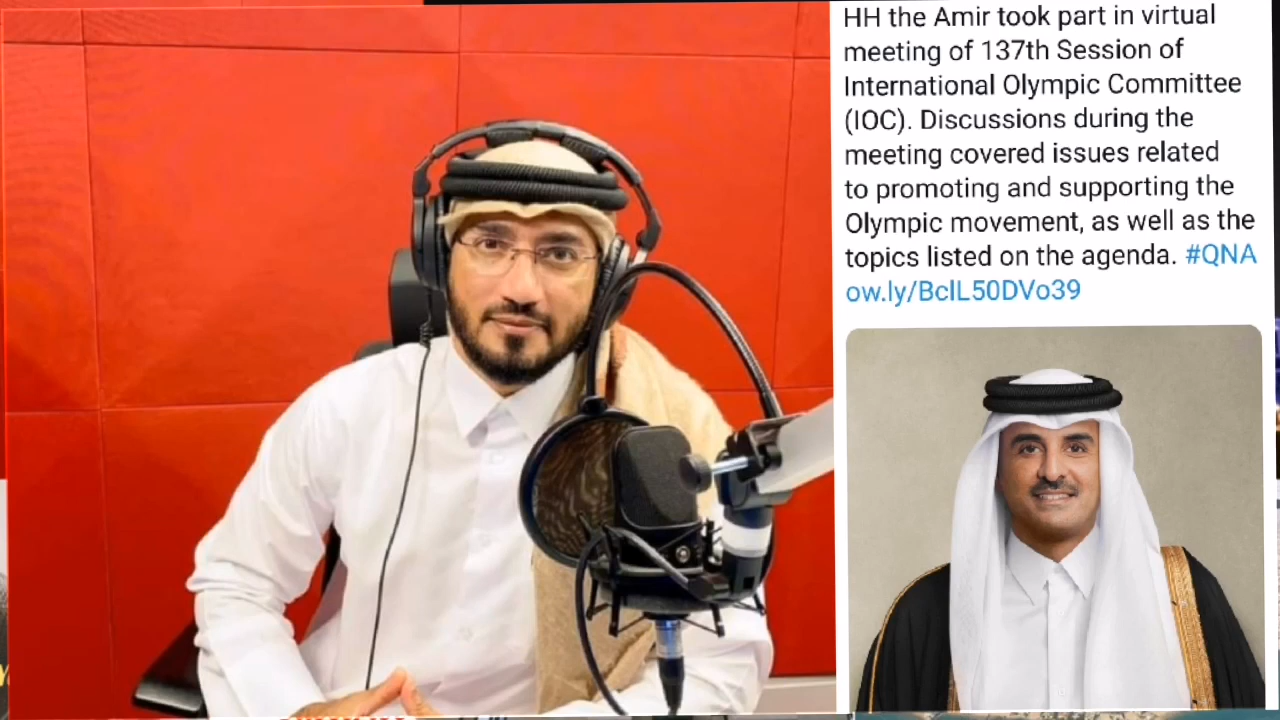 HH the Amir took part in virtual
meeting of 137th Session of
International Olympic Committee
(IOC). Discussions during the
meeting covered issues related
to promoting and supporting the
Olympic movement, as well as the
topics listed on the agenda. #QNA
ow.ly/BclL50DVo39